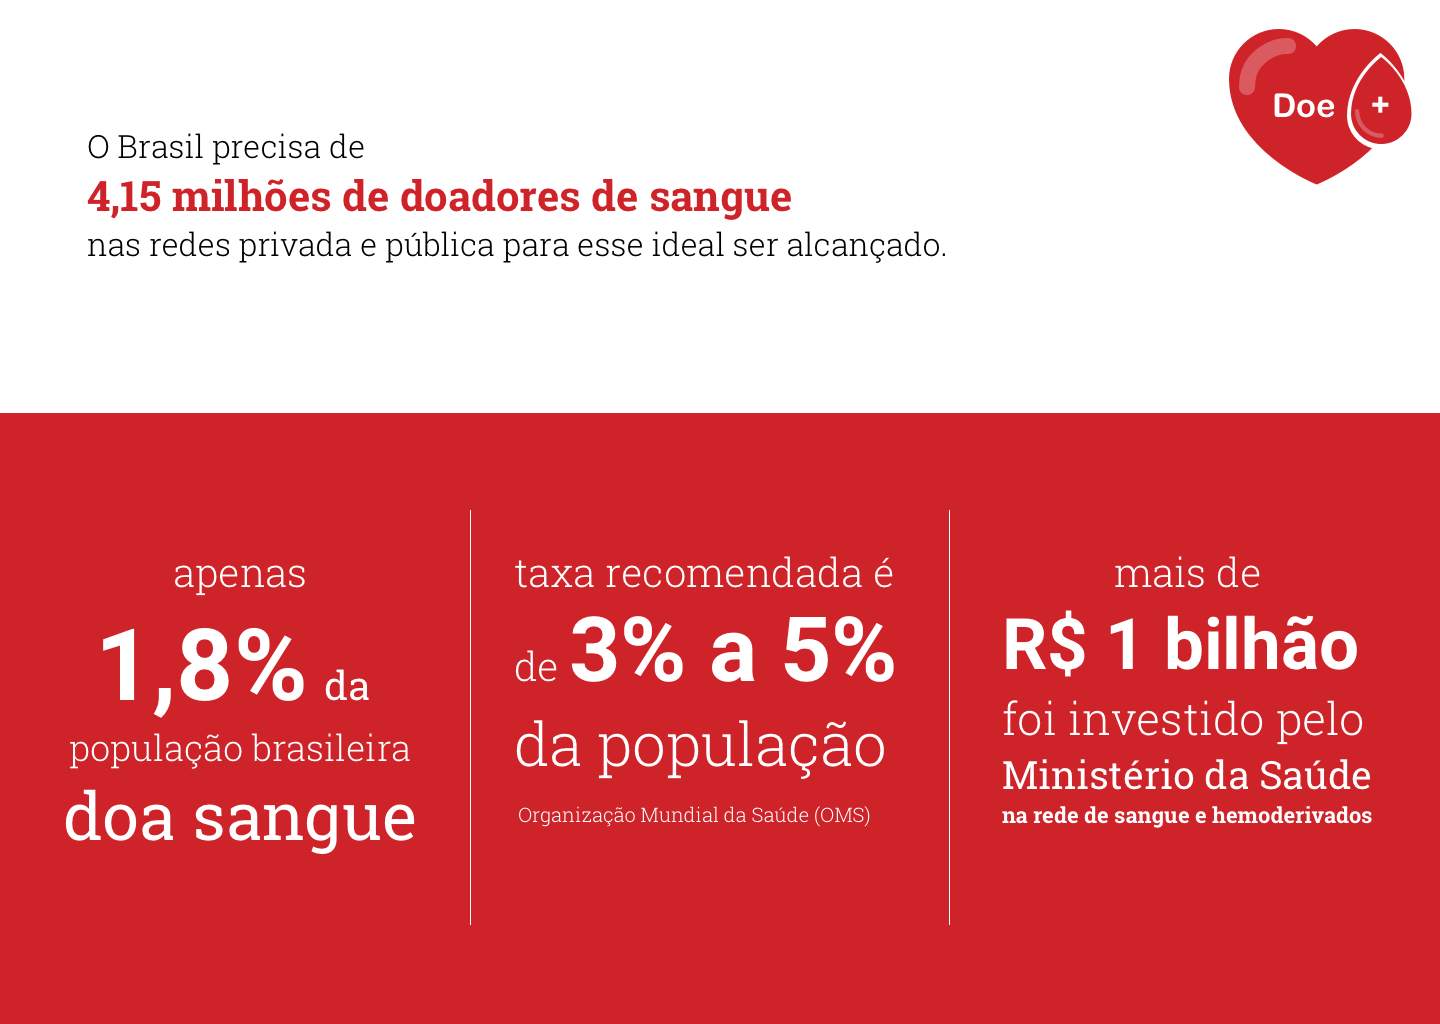 Doe +
O Brasil precisa de
4,15 milhões de doadores de sangue
nas redes privada e pública para esse ideal ser alcançado.
apenas
1,8% da
população brasileira
doa sangue
taxa recomendada é
de 3% a 5%
da população
Organização Mundial da Saúde (OMS)
mais de
R$ 1 bilhão
foi investido pelo
Ministério da Saúde
na rede de sangue e hemoderivados